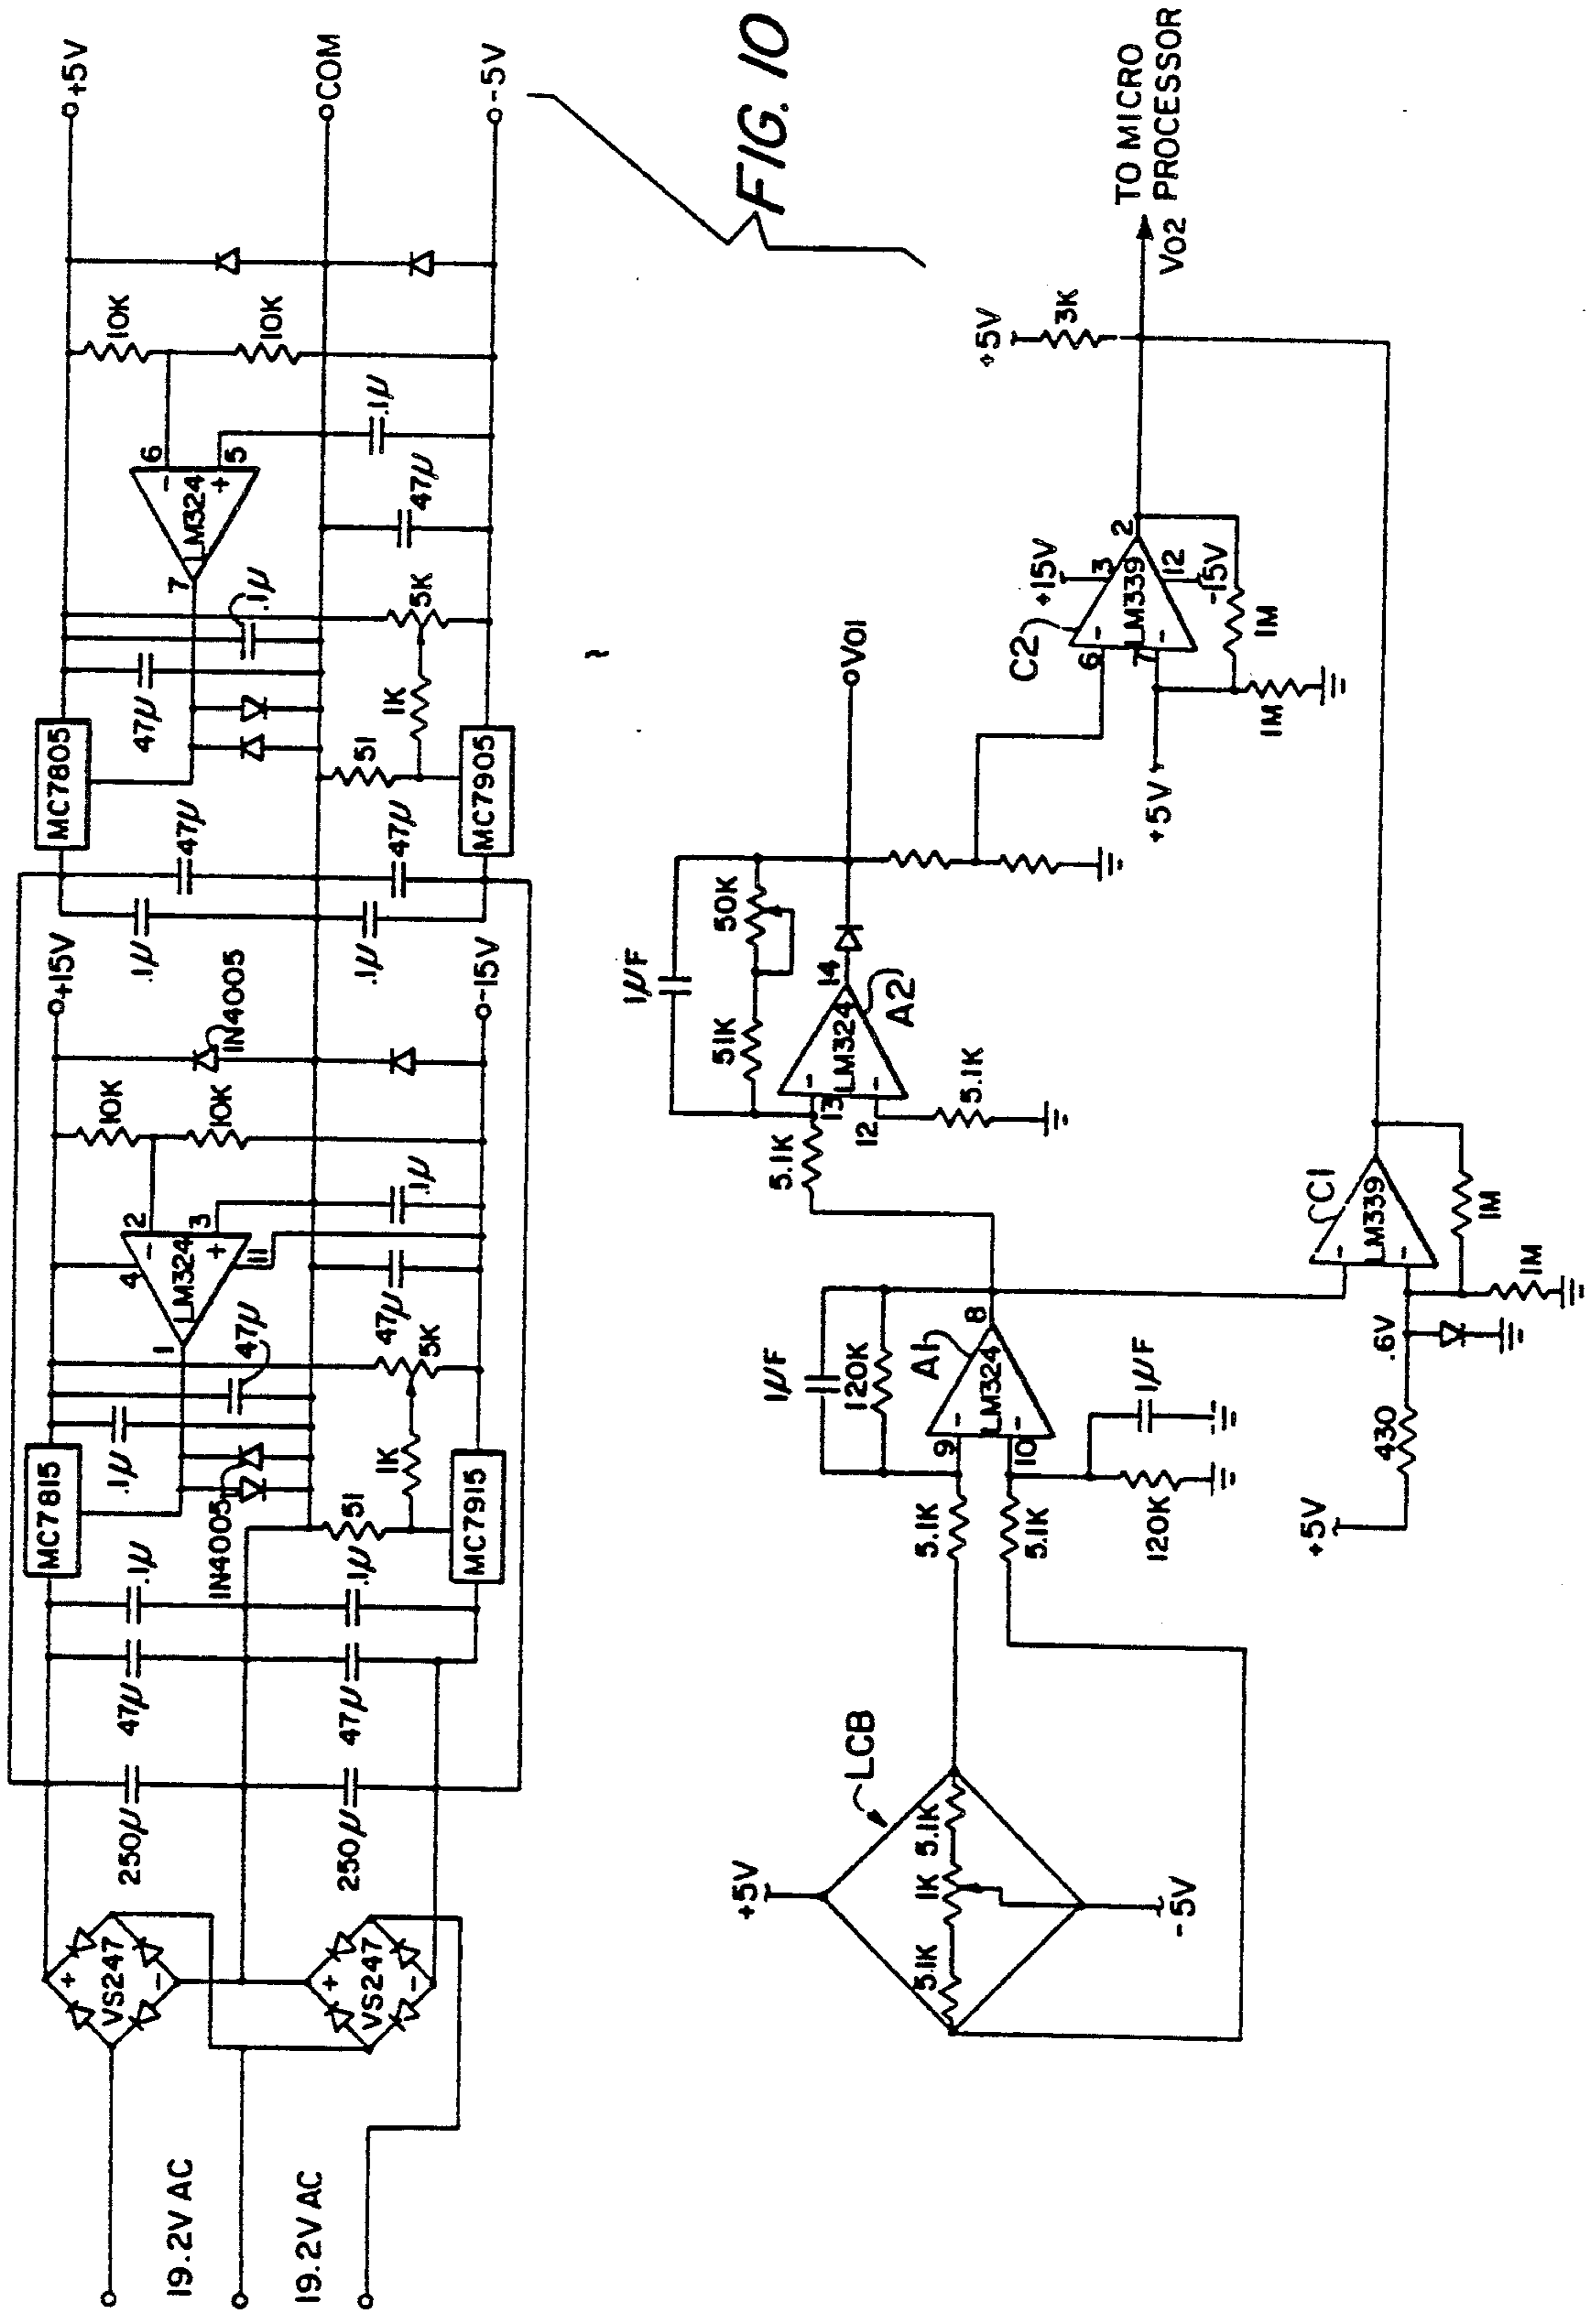 19.2V AC
19.2V AC
+
VS247
-
+
VS247
-
250μ
250μ
47μ
47μ
.1μ
.1μ
MC7815
MC7915
1N4005
51
1K
5K
.1μ
47μ
47μ
.1μ
1
LM324
4
11
- 2
+ 3
10K
10K
1N4005
+15V
-15V
.1μ
.1μ
47μ
47μ
MC7805
MC7905
51
1K
5K
47μ
.1μ
47μ
.1μ
7
LM324
- 6
+ 5
10K
10K
+5V
COM
-5V
FIG. 10
LCB
+5V
5.1K
1K
5.1K
-5V
5.1K
5.1K
9 -
10 -
LM324
A1
8
1μF
120K
120K
1μF
+5V
430
.6V
-
-
LM339
C1
1M
1M
5.1K
13 -
12 -
LM324
A2
14
5.1K
1μF
51K
50K
V01
+5V
C2
6 -
7 -
LM339
+15V
3
2
12
-15V
1M
1M
+5V
3K
V02
TO MICRO
PROCESSOR